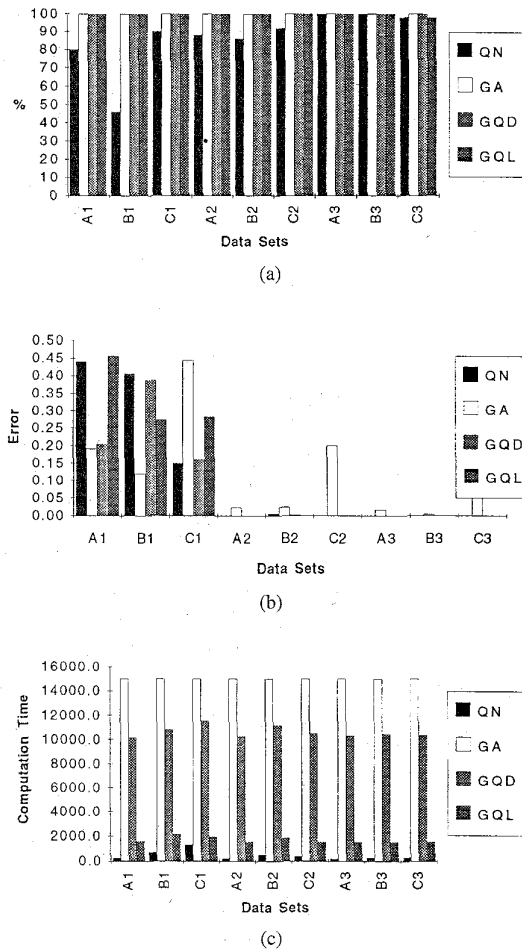 100
90
80
70
60
50
40
30
20
10
0
%
A1 B1 C1 A2 B2 C2 A3 B3 C3
Data Sets
QN
GA
GQD
GQL
(a)
0.50
0.45
0.40
0.35
0.30
0.25
0.20
0.15
0.10
0.05
0.00
Error
A1 B1 C1 A2 B2 C2 A3 B3 C3
Data Sets
QN
GA
GQD
GQL
(b)
16000.0
14000.0
12000.0
10000.0
8000.0
6000.0
4000.0
2000.0
0.0
Computation Time
A1 B1 C1 A2 B2 C2 A3 B3 C3
Data Sets
QN
GA
GQD
GQL
(c)